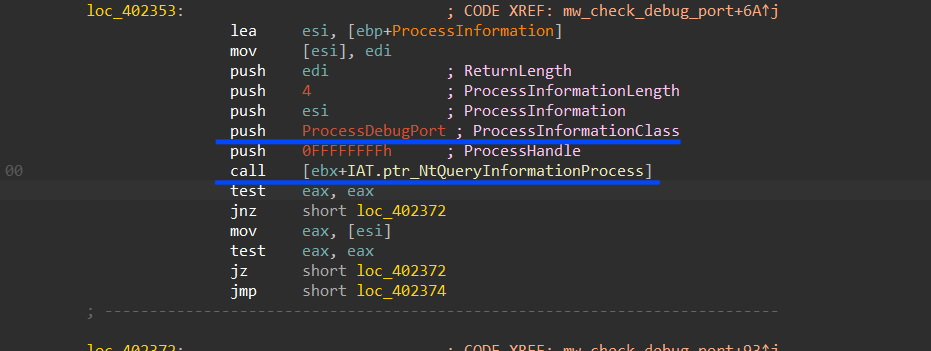 loc_402353: ; CODE XREF: mw_check_debug_port+6A↑j
lea esi, [ebp+ProcessInformation]
mov [esi], edi
push edi ; ReturnLength
push 4 ; ProcessInformationLength
push esi ; ProcessInformation
push ProcessDebugPort ; ProcessInformationClass
push 0FFFFFFFFh ; ProcessHandle
00 call [ebx+IAT.ptr_NtQueryInformationProcess]
test eax, eax
jnz short loc_402372
mov eax, [esi]
test eax, eax
jz short loc_402372
jmp short loc_402374
; ---------------------------------------------------------------------------
loc_402372: ; CODE XREF: mw_check_debug_port+93↑j